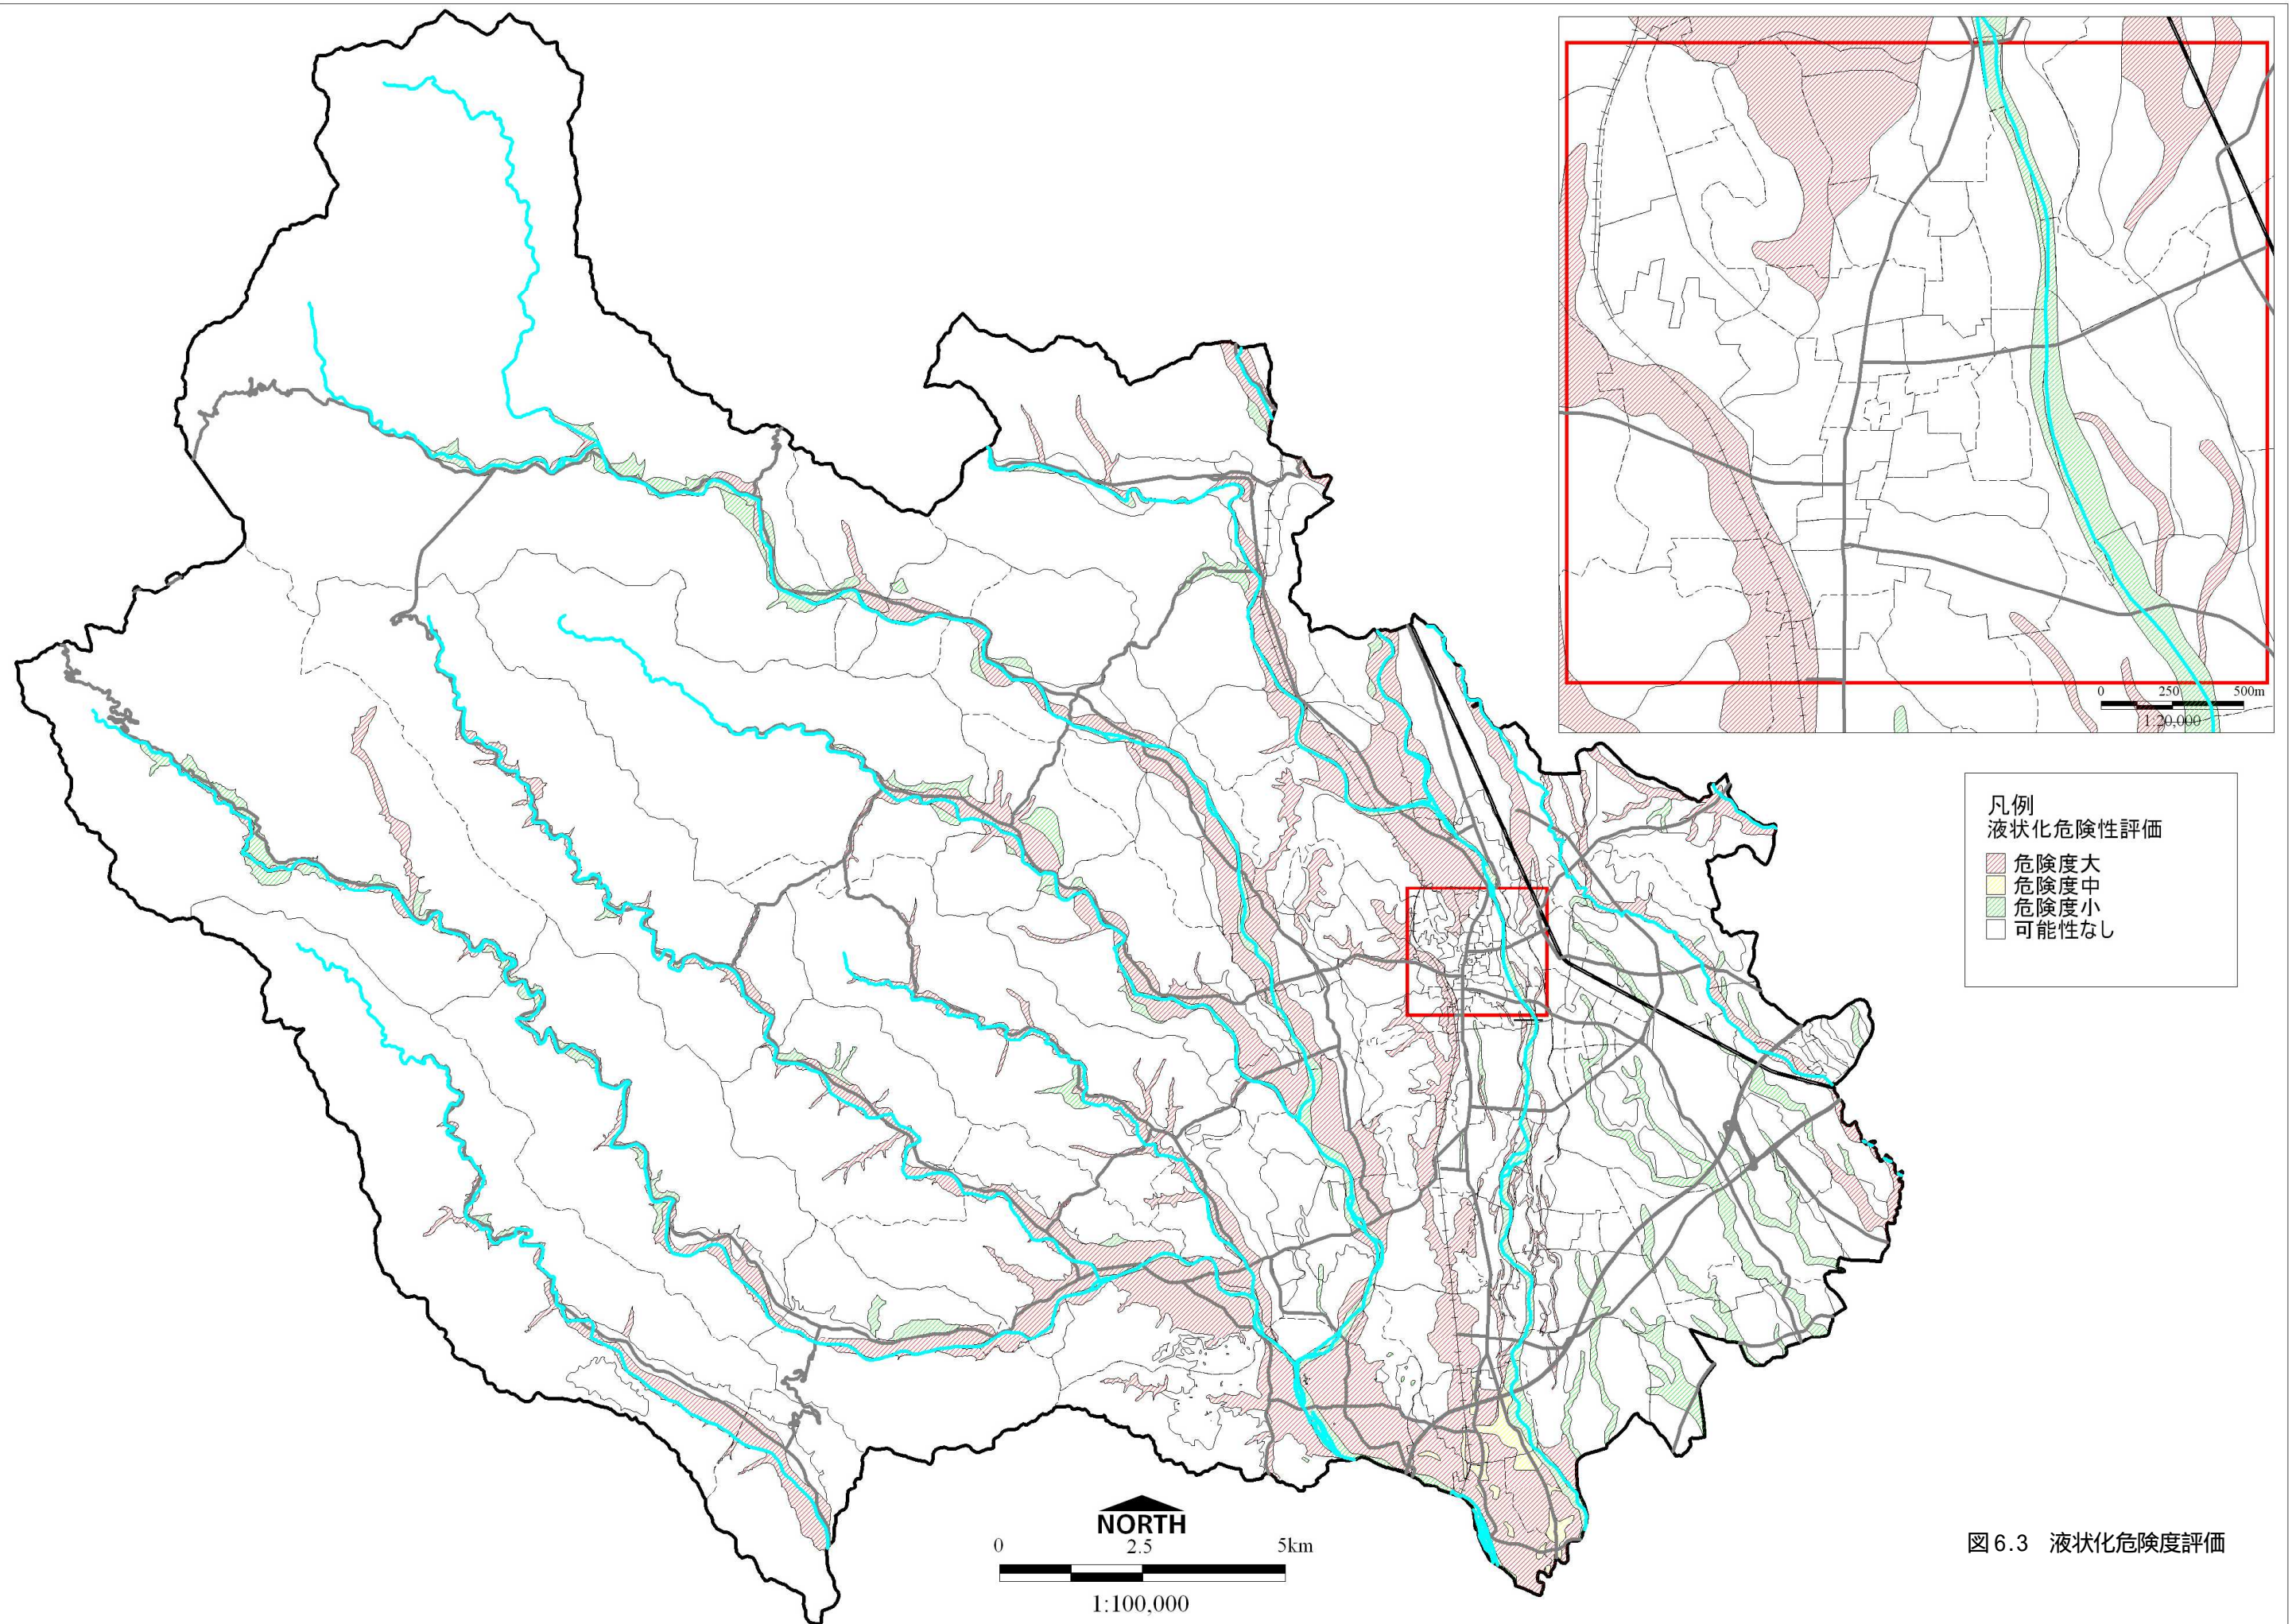 0 250 500m
1:20,000
凡例
液状化危険性評価
危険度大
危険度中
危険度小
可能性なし
NORTH
0 2.5 5km
1:100,000
図6.3 液状化危険度評価